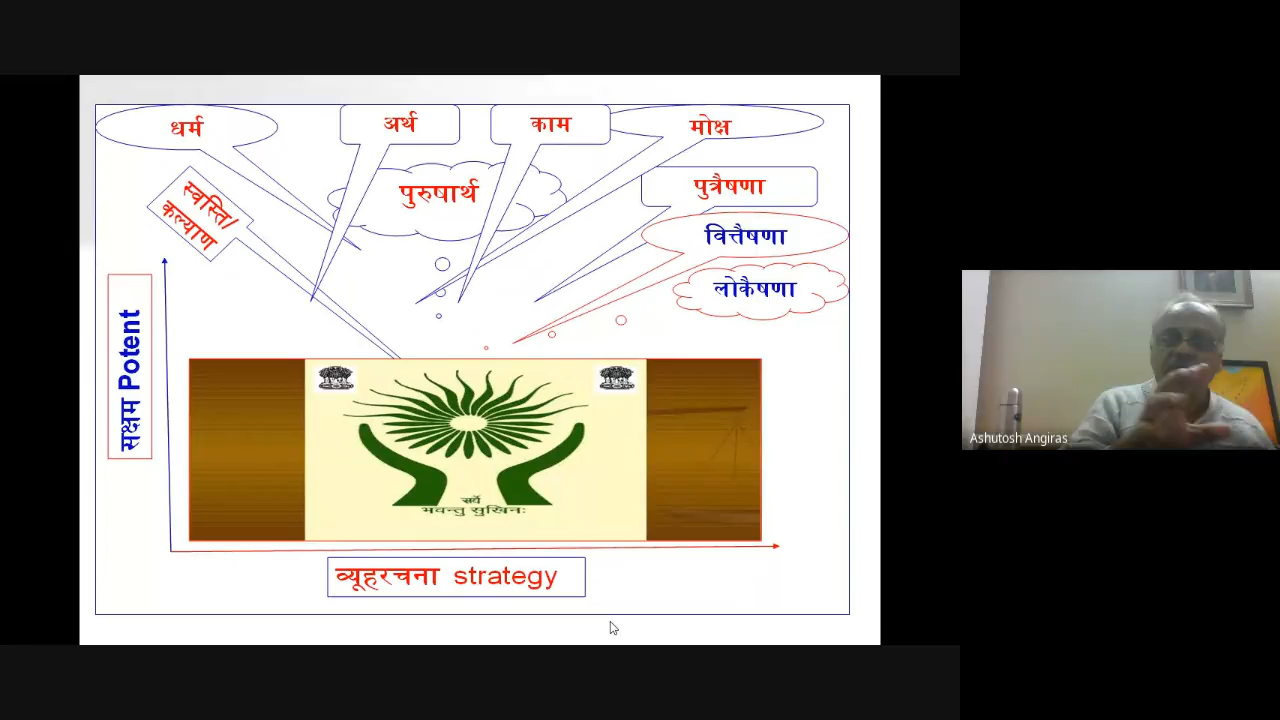 धर्म
अर्थ
काम
मोक्ष
स्वस्ति/
कल्याण
पुरुषार्थ
पुत्रैषणा
वित्तैषणा
लोकैषणा
सक्षम Potent
सर्वे
भवन्तु सुखिनः
व्यूहरचना strategy
Ashutosh Angiras